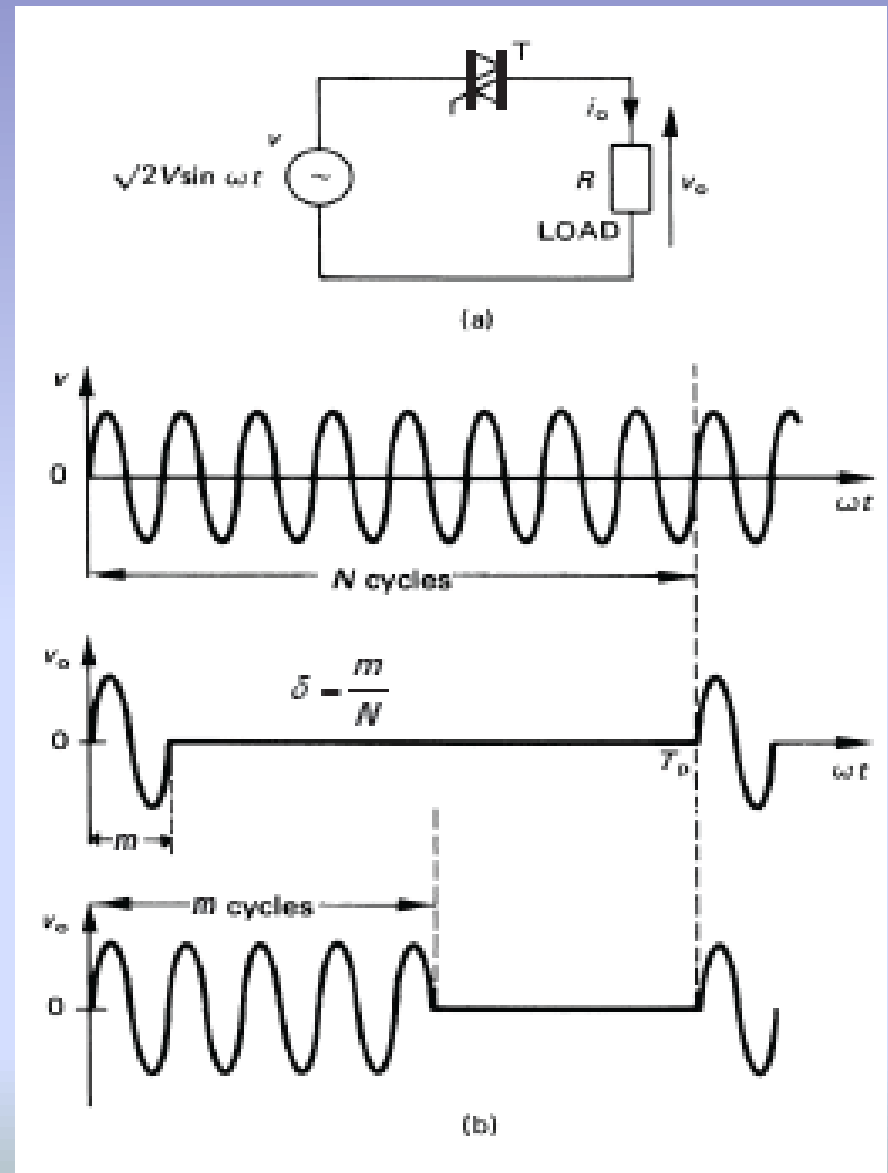 T
v
√2Vsin ωt
~
i₀
R
v₀
LOAD
(a)
v
0
ωt
N cycles
v₀
δ = m/N
0
T₀
ωt
m
m cycles
v₀
0
(b)